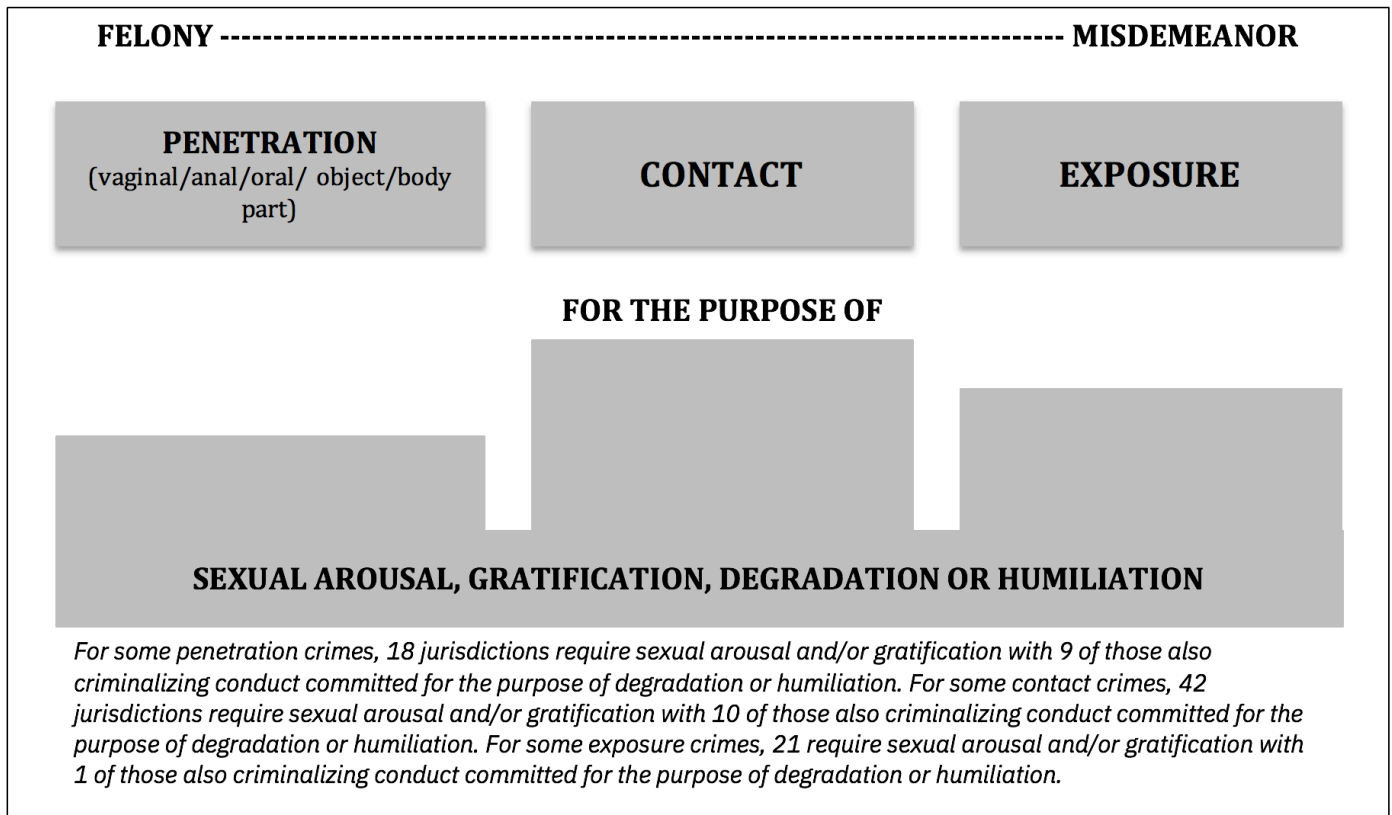 FELONY ------------------------------------------------------------------------------- MISDEMEANOR
PENETRATION
(vaginal/anal/oral/ object/body
part)
CONTACT
EXPOSURE
FOR THE PURPOSE OF
SEXUAL AROUSAL, GRATIFICATION, DEGRADATION OR HUMILIATION
For some penetration crimes, 18 jurisdictions require sexual arousal and/or gratification with 9 of those also
criminalizing conduct committed for the purpose of degradation or humiliation. For some contact crimes, 42
jurisdictions require sexual arousal and/or gratification with 10 of those also criminalizing conduct committed for the
purpose of degradation or humiliation. For some exposure crimes, 21 require sexual arousal and/or gratification with
1 of those also criminalizing conduct committed for the purpose of degradation or humiliation.